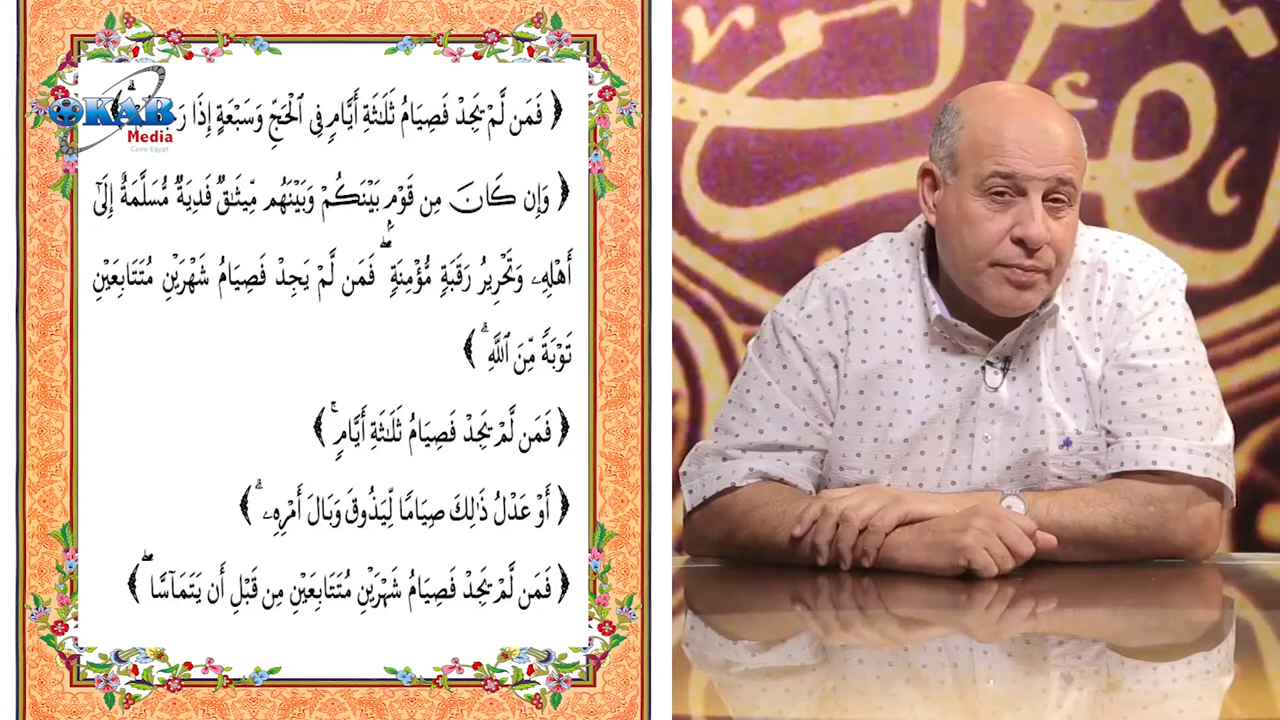 OKAB
Media
Cairo-Egypt
﴿ فَمَن لَّمْ يَجِدْ فَصِيَامُ ثَلَـٰثَةِ أَيَّامٍ فِى ٱلْحَجِّ وَسَبْعَةٍ إِذَا
﴿ وَإِن كَانَ مِن قَوْمٍۭ بَيْنَكُمْ وَبَيْنَهُم مِّيثَـٰقٌ فَدِيَةٌ مُّسَلَّمَةٌ إِلَىٰٓ
أَهْلِهِۦ وَتَحْرِيرُ رَقَبَةٍ مُّؤْمِنَةٍ ۖ فَمَن لَّمْ يَجِدْ فَصِيَامُ شَهْرَيْنِ مُتَتَابِعَيْنِ
تَوْبَةً مِّنَ ٱللَّهِ ۗ ﴾
﴿ فَمَن لَّمْ يَجِدْ فَصِيَامُ ثَلَـٰثَةِ أَيَّامٍ ۚ ﴾
﴿ أَوْ عَدْلُ ذَٰلِكَ صِيَامًا لِّيَذُوقَ وَبَالَ أَمْرِهِۦ ۗ ﴾
﴿ فَمَن لَّمْ يَجِدْ فَصِيَامُ شَهْرَيْنِ مُتَتَابِعَيْنِ مِن قَبْلِ أَن يَتَمَآسَّا ۖ ﴾